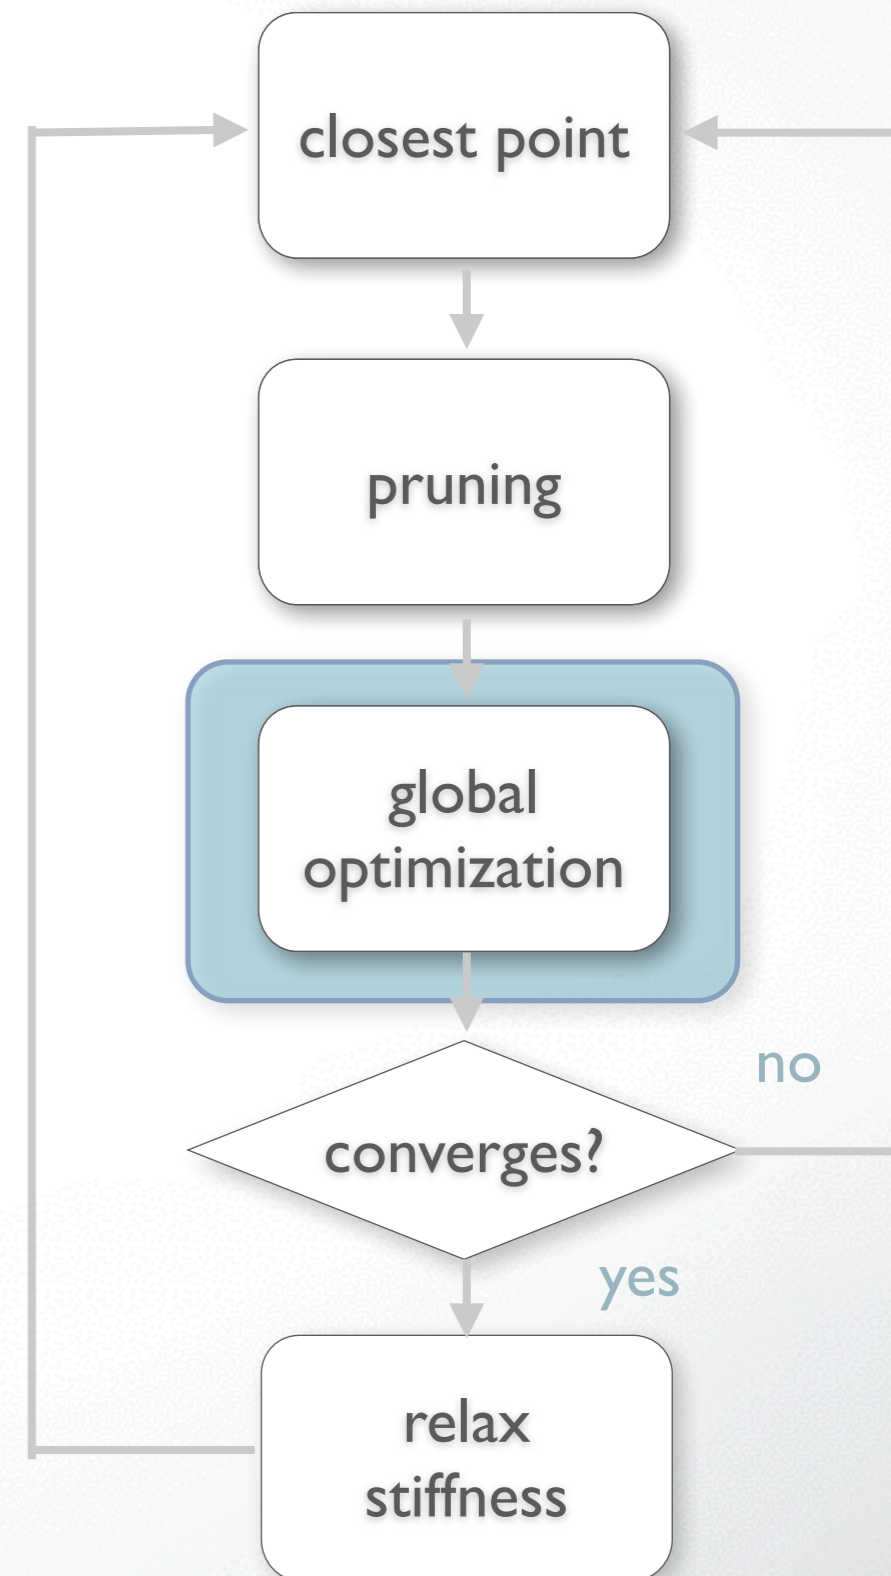 closest point
pruning
global
optimization
no
converges?
yes
relax
stiffness